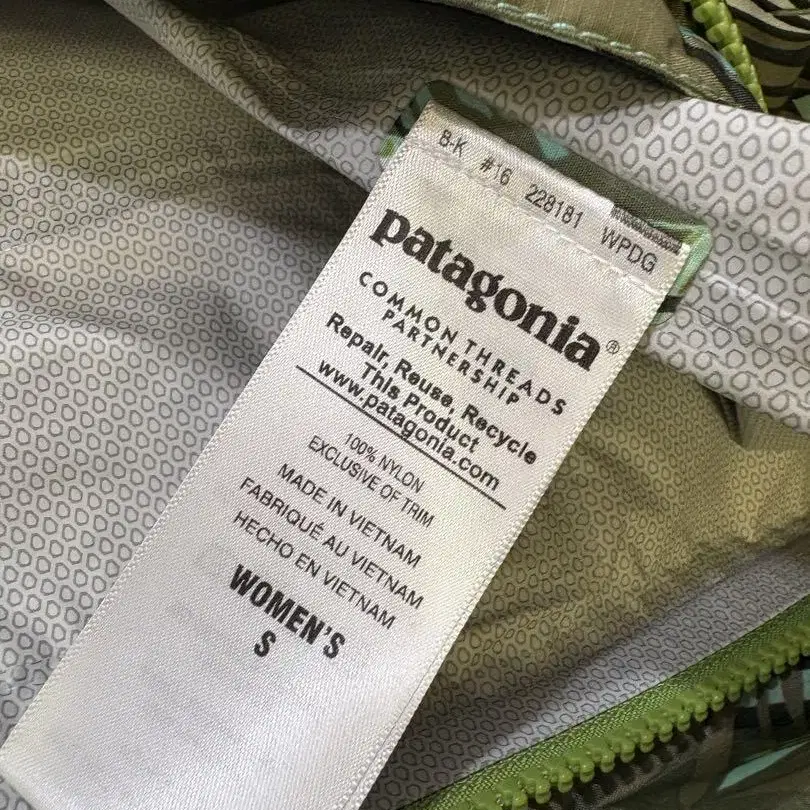 8-K #16 228181 WPDG
patagonia®
COMMON THREADS
PARTNERSHIP
Repair, Reuse, Recycle
This Product
www.patagonia.com
100% NYLON
EXCLUSIVE OF TRIM
MADE IN VIETNAM
FABRIQUÉ AU VIETNAM
HECHO EN VIETNAM
WOMEN'S
S